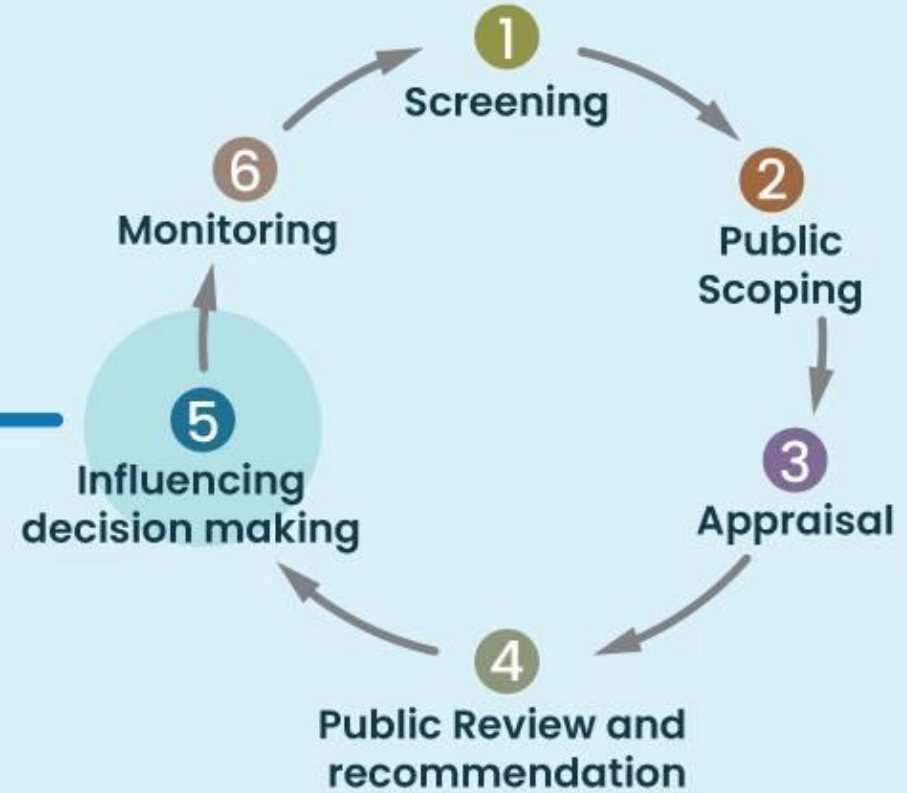 1
Screening
2
Public
Scoping
3
Appraisal
4
Public Review and
recommendation
5
Influencing
decision making
6
Monitoring